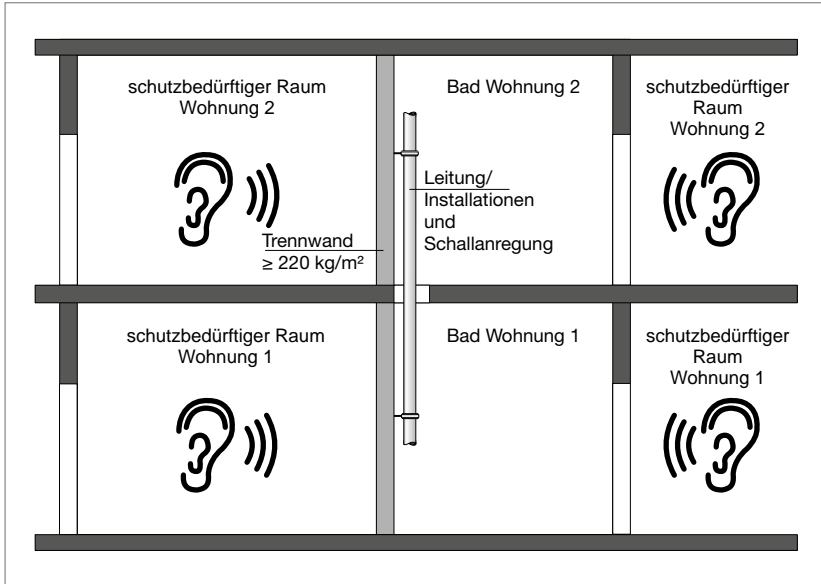 schutzbedürftiger Raum
Wohnung 2
Bad Wohnung 2
schutzbedürftiger
Raum
Wohnung 2
Leitung/
Installationen
und
Schallanregung
Trennwand
≥ 220 kg/m²
schutzbedürftiger Raum
Wohnung 1
Bad Wohnung 1
schutzbedürftiger
Raum
Wohnung 1